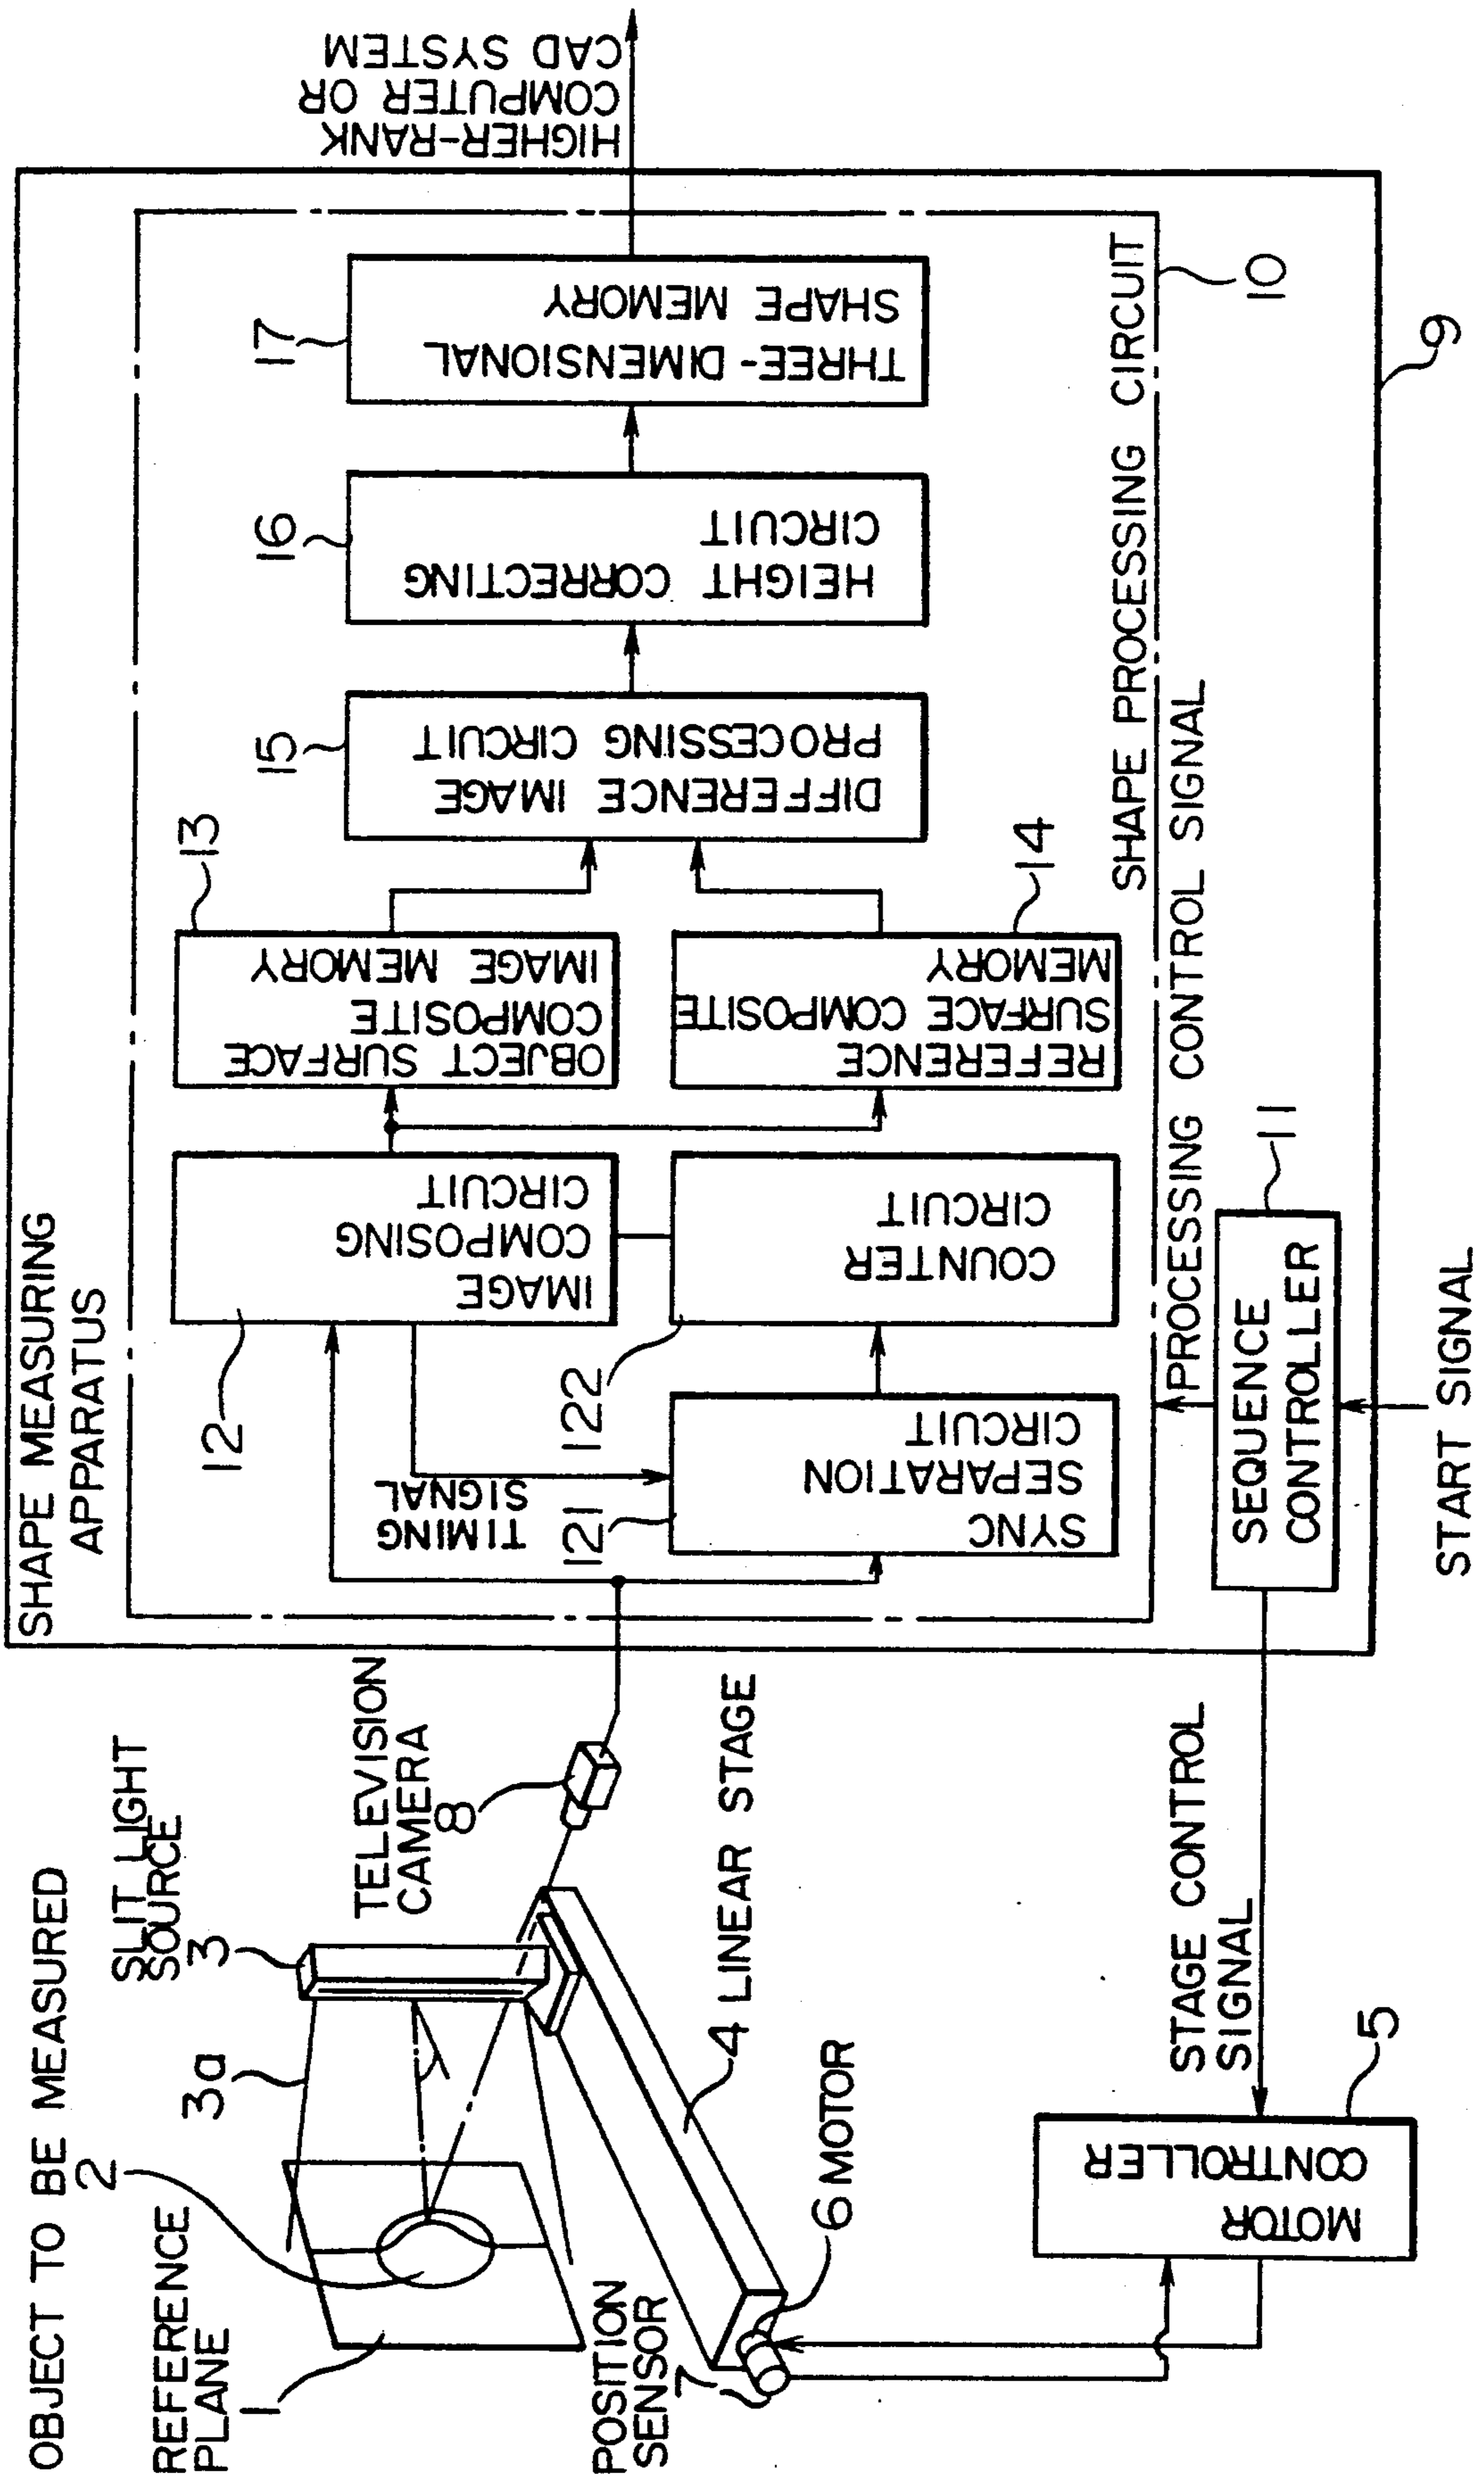 OBJECT TO BE MEASURED
2
REFERENCE
PLANE
1
SLIT LIGHT
SOURCE
3
3a
TELEVISION
CAMERA
8
4 LINEAR STAGE
6 MOTOR
POSITION
SENSOR
7
MOTOR
CONTROLLER
5
STAGE CONTROL
SIGNAL
SHAPE MEASURING
APPARATUS
12
IMAGE
COMPOSING
CIRCUIT
TIMING
SIGNAL
121
SYNC
SEPARATION
CIRCUIT
122
COUNTER
CIRCUIT
13
OBJECT SURFACE
COMPOSITE
IMAGE MEMORY
14
REFERENCE
SURFACE COMPOSITE
MEMORY
15
DIFFERENCE IMAGE
PROCESSING CIRCUIT
16
HEIGHT CORRECTING
CIRCUIT
17
THREE-DIMENSIONAL
SHAPE MEMORY
HIGHER-RANK
COMPUTER OR
CAD SYSTEM
SHAPE PROCESSING CIRCUIT
10
PROCESSING CONTROL SIGNAL
11
SEQUENCE
CONTROLLER
START SIGNAL
9